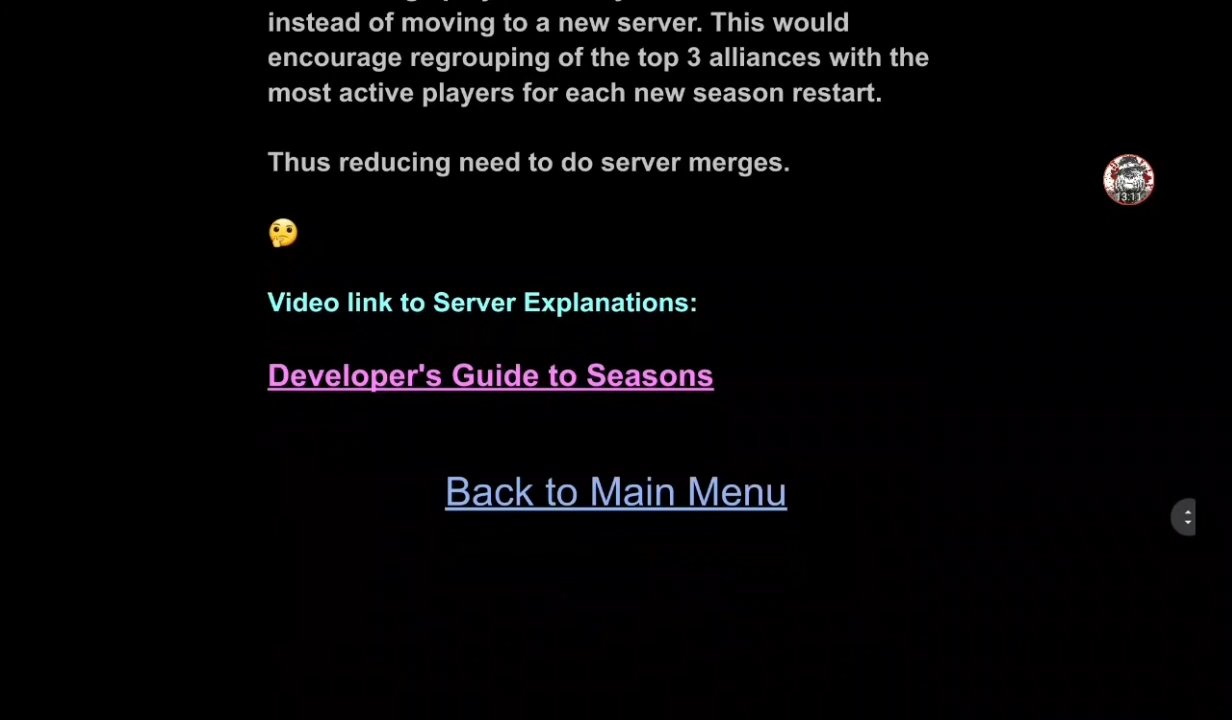 instead of moving to a new server. This would
encourage regrouping of the top 3 alliances with the
most active players for each new season restart.
Thus reducing need to do server merges.
🤔
Video link to Server Explanations:
Developer's Guide to Seasons
Back to Main Menu
13:11